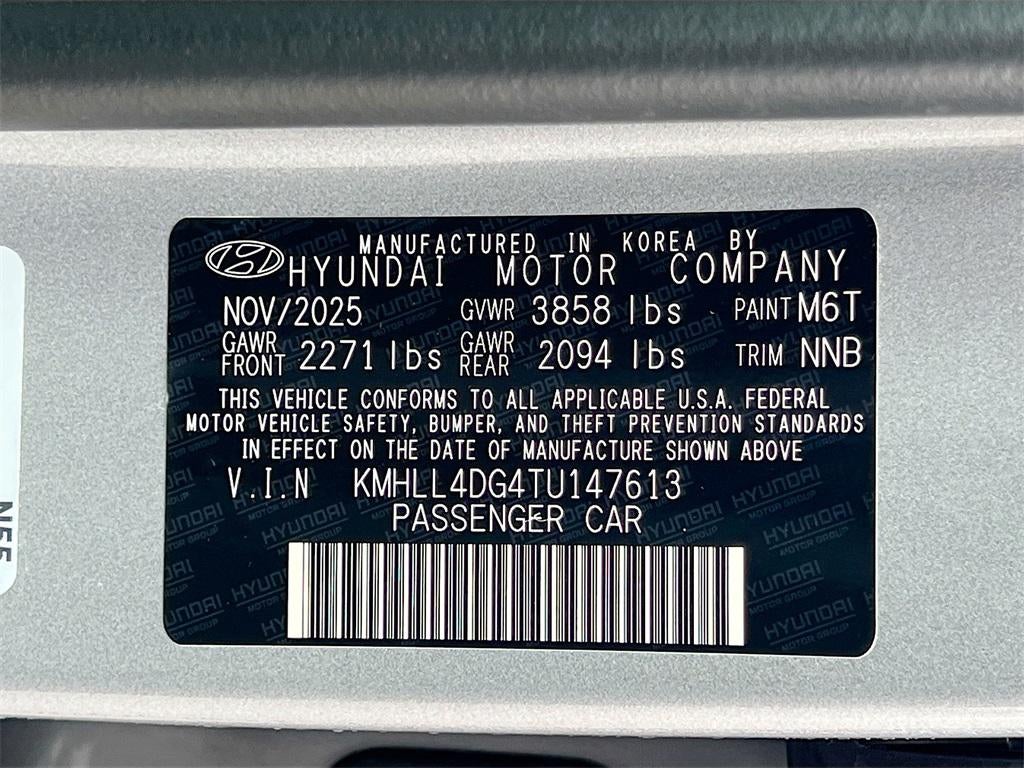 MANUFACTURED IN KOREA BY
HYUNDAI MOTOR COMPANY
NOV/2025 GVWR 3858 lbs PAINT M6T
GAWR FRONT 2271 lbs GAWR REAR 2094 lbs TRIM NNB
THIS VEHICLE CONFORMS TO ALL APPLICABLE U.S.A. FEDERAL
MOTOR VEHICLE SAFETY, BUMPER, AND THEFT PREVENTION STANDARDS
IN EFFECT ON THE DATE OF MANUFACTURE SHOWN ABOVE
V.I.N KMHLL4DG4TU147613
PASSENGER CAR